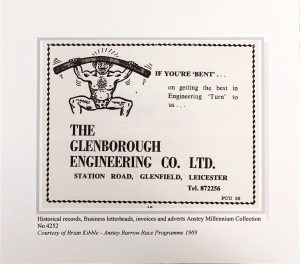 IF YOU'RE 'BENT' . . .
on getting the best in
Engineering 'Turn' to
us . . .
THE
GLENBOROUGH
ENGINEERING CO. LTD.
STATION ROAD, GLENFIELD, LEICESTER
Tel. 872256
Historical records, Business letterheads, invoices and adverts Anstey Millennium Collection
No.4252
Courtesy of Brian Kibble - Anstey Barrow Race Programme 1969